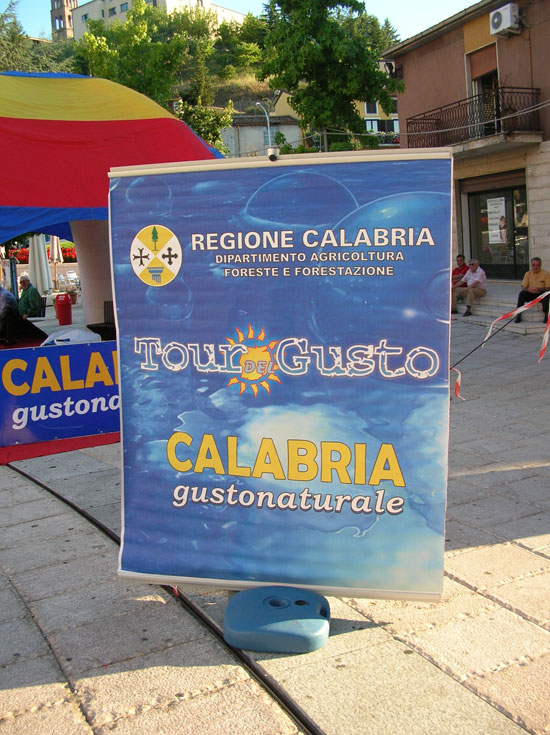 REGIONE CALABRIA
DIPARTIMENTO AGRICOLTURA
FORESTE E FORESTAZIONE
Tour DEL Gusto
CALABRIA
gustonaturale
CALA
gustona